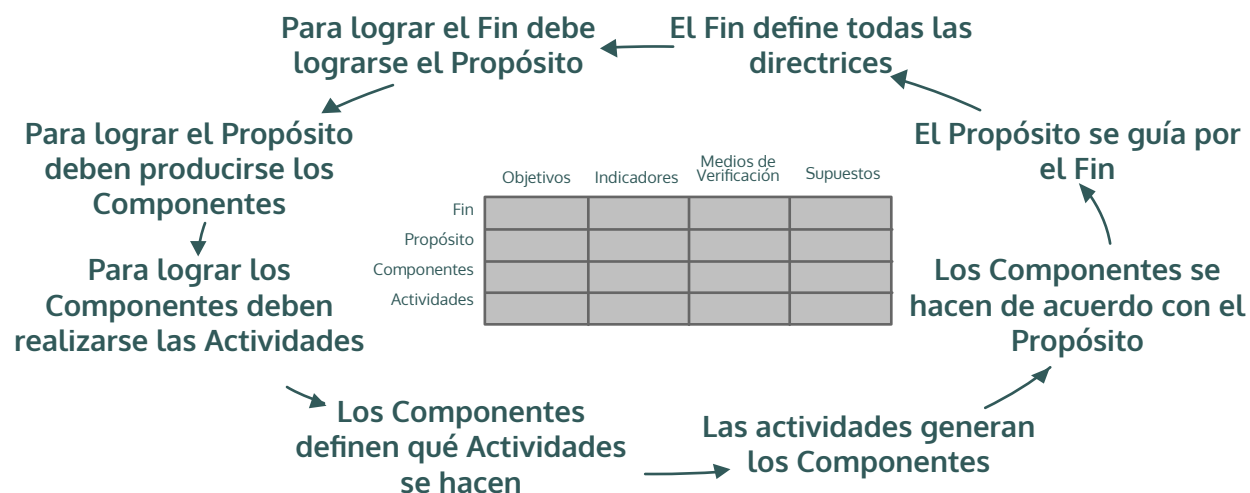 El Fin define todas las
directrices
Para lograr el Fin debe
lograrse el Propósito
Para lograr el Propósito
deben producirse los
Componentes
Para lograr los
Componentes deben
realizarse las Actividades
Los Componentes
definen qué Actividades
se hacen
Las actividades generan
los Componentes
Los Componentes se
hacen de acuerdo con el
Propósito
El Propósito se guía por
el Fin
Objetivos
Indicadores
Medios de
Verificación
Supuestos
Fin
Propósito
Componentes
Actividades